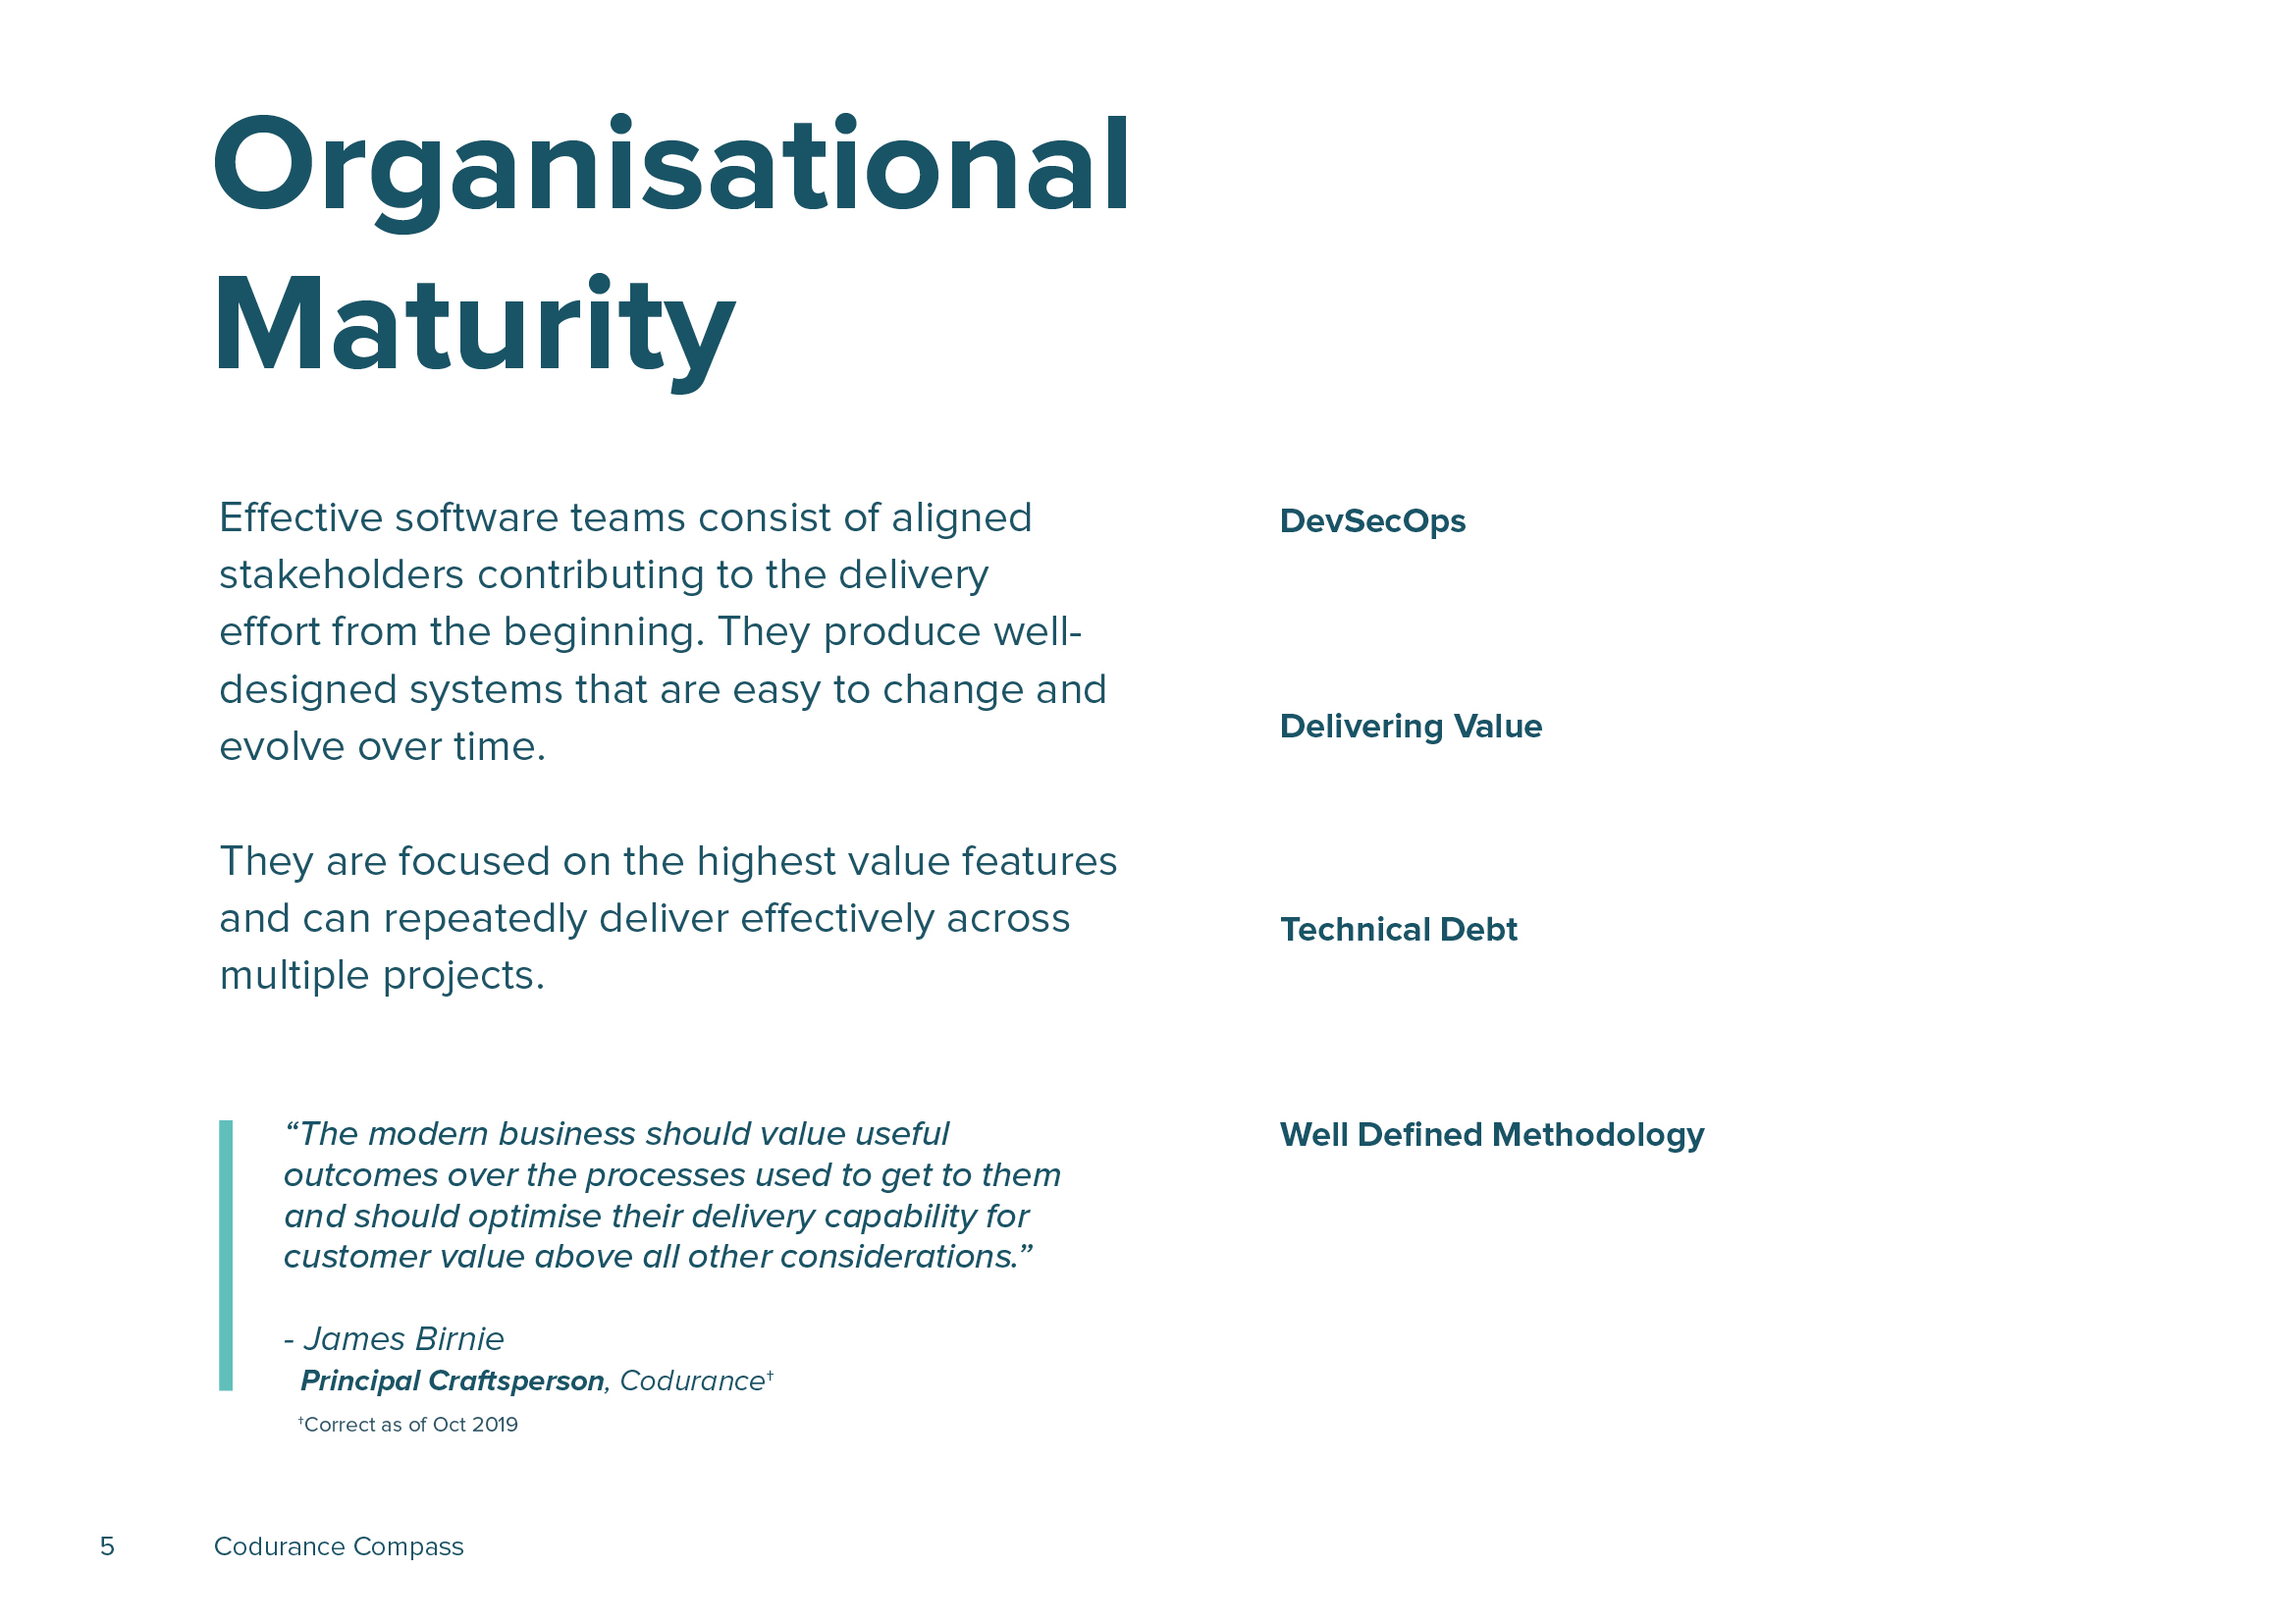 Organisational
Maturity
Effective software teams consist of aligned
stakeholders contributing to the delivery
effort from the beginning. They produce well-
designed systems that are easy to change and
evolve over time.
They are focused on the highest value features
and can repeatedly deliver effectively across
multiple projects.
“The modern business should value useful
outcomes over the processes used to get to them
and should optimise their delivery capability for
customer value above all other considerations.”
- James Birnie
Principal Craftsperson, Codurance†
†Correct as of Oct 2019
DevSecOps
Delivering Value
Technical Debt
Well Defined Methodology
5 Codurance Compass